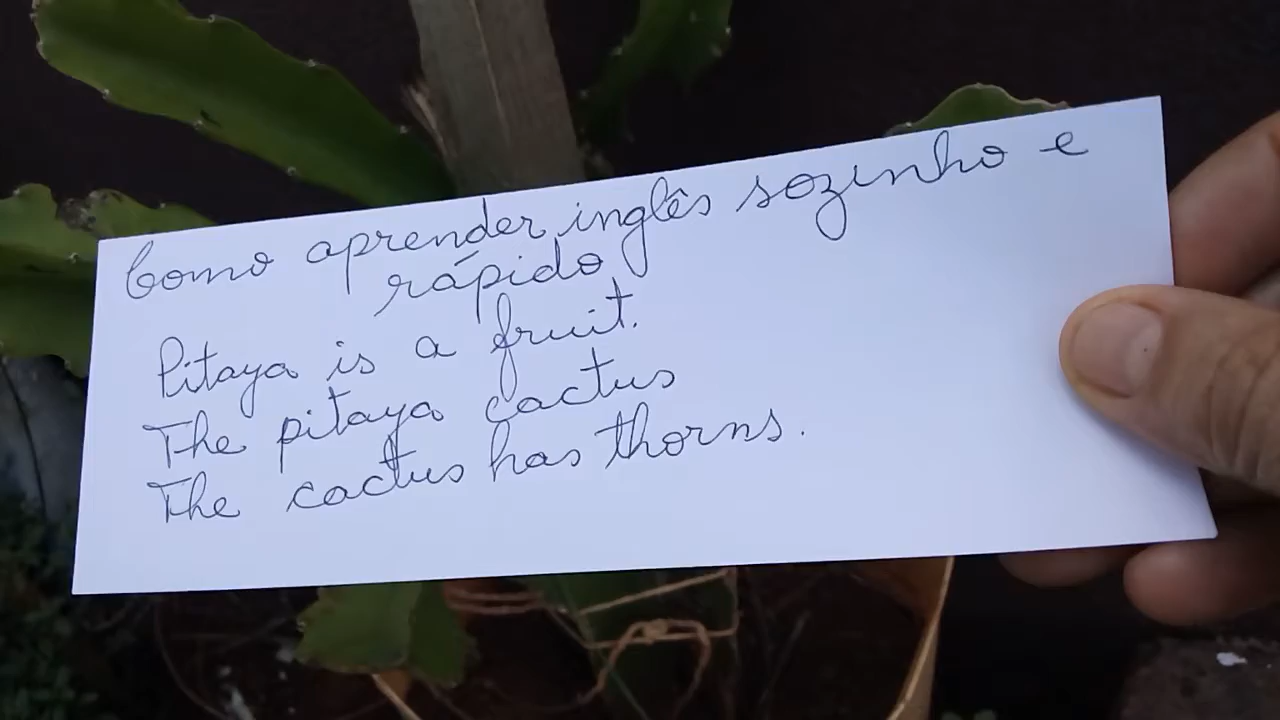 Como aprender inglês sozinho e
rápido
Pitaya is a fruit.
The pitaya cactus
The cactus has thorns.